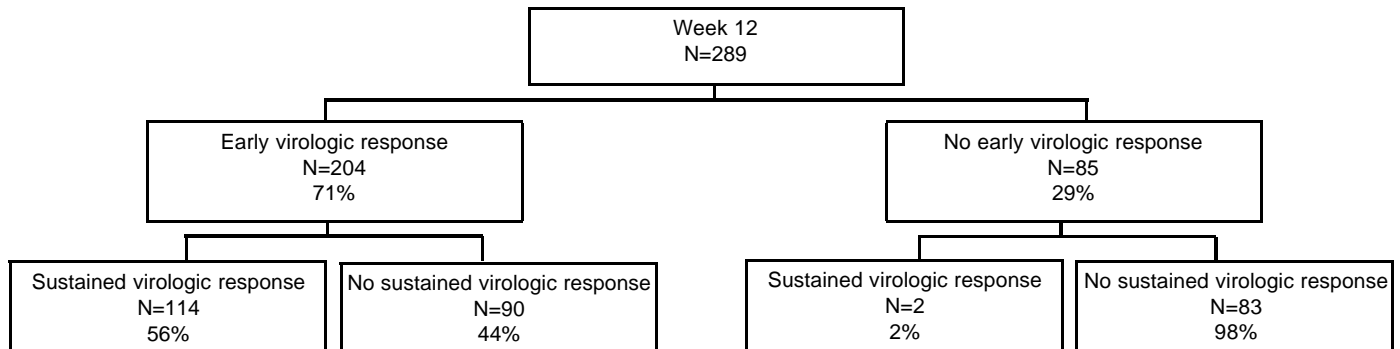 Week 12
N=289
Early virologic response
N=204
71%
No early virologic response
N=85
29%
Sustained virologic response
N=114
56%
No sustained virologic response
N=90
44%
Sustained virologic response
N=2
2%
No sustained virologic response
N=83
98%